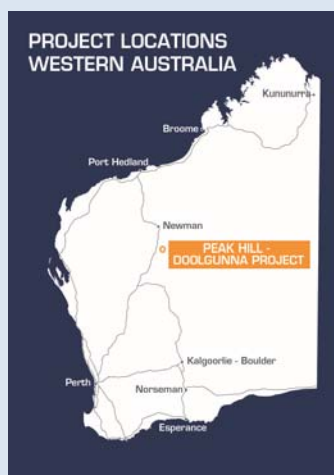 PROJECT LOCATIONS
WESTERN AUSTRALIA
Kununurra
Broome
Port Hedland
Newman
PEAK HILL -
DOOLGUNNA PROJECT
Kalgoorlie - Boulder
Perth
Norseman
Esperance